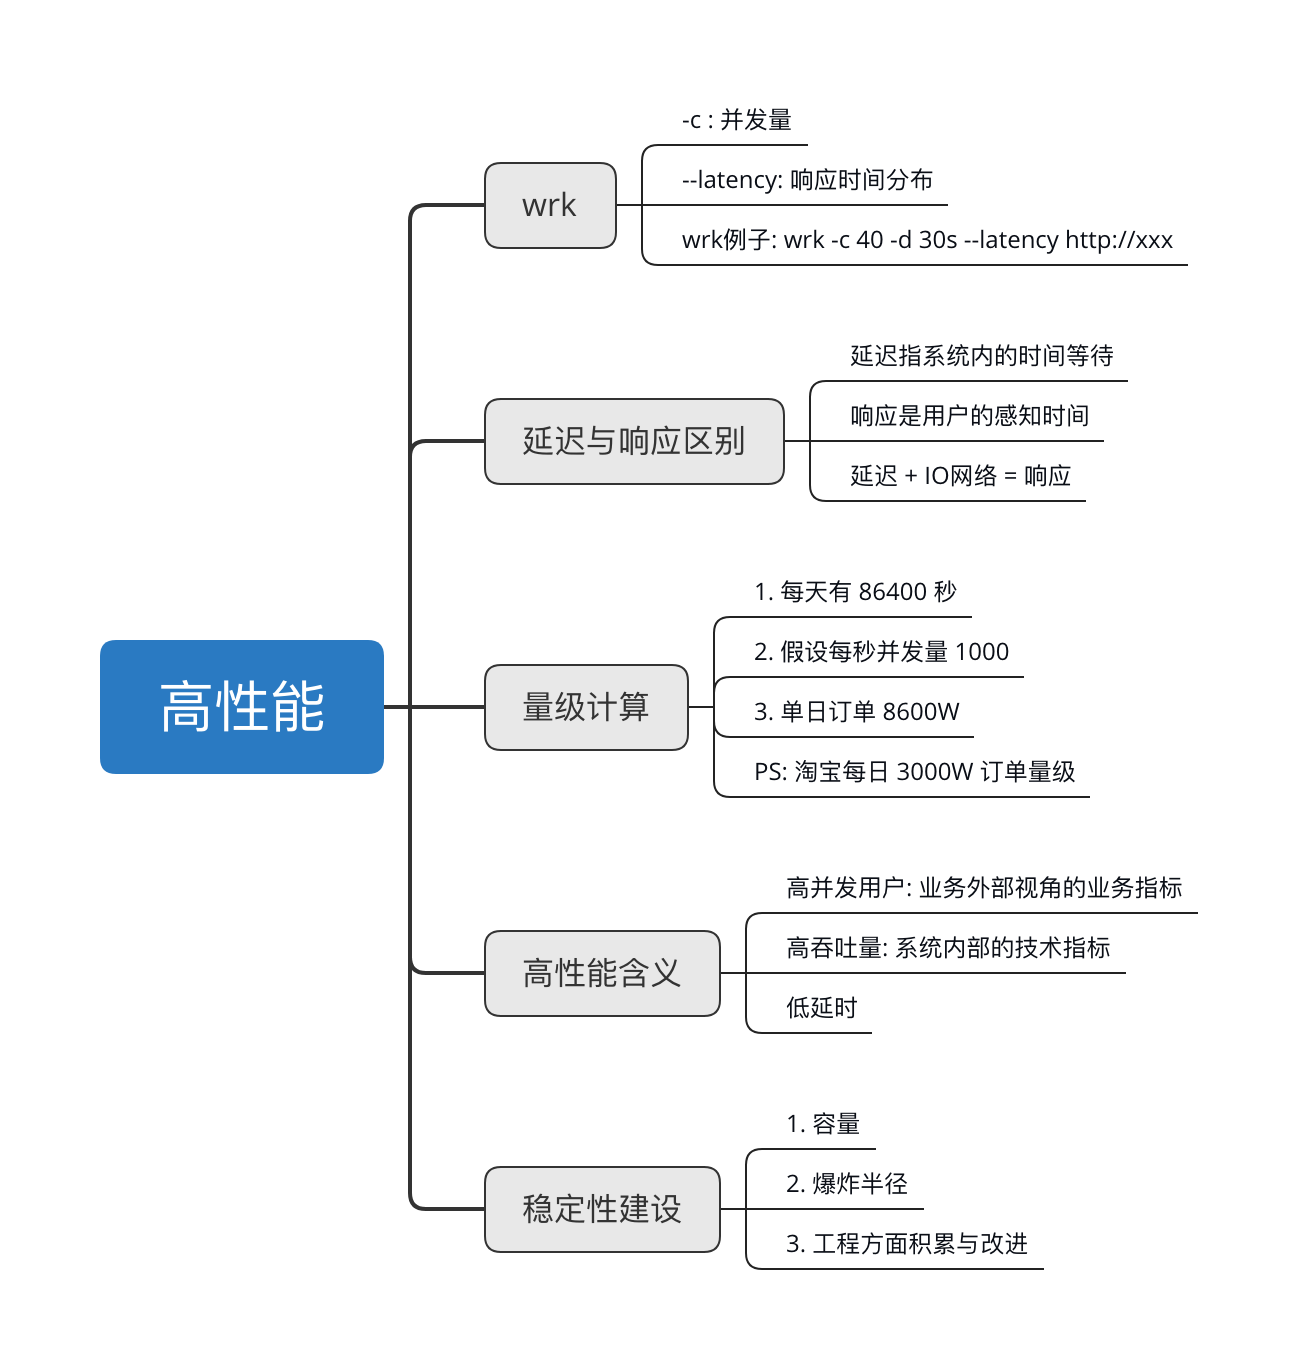 高性能
wrk
-c : 并发量
--latency: 响应时间分布
wrk例子: wrk -c 40 -d 30s --latency http://xxx
延迟与响应区别
延迟指系统内的时间等待
响应是用户的感知时间
延迟 + IO网络 = 响应
量级计算
1. 每天有 86400 秒
2. 假设每秒并发量 1000
3. 单日订单 8600W
PS: 淘宝每日 3000W 订单量级
高性能含义
高并发用户: 业务外部视角的业务指标
高吞吐量: 系统内部的技术指标
低延时
稳定性建设
1. 容量
2. 爆炸半径
3. 工程方面积累与改进